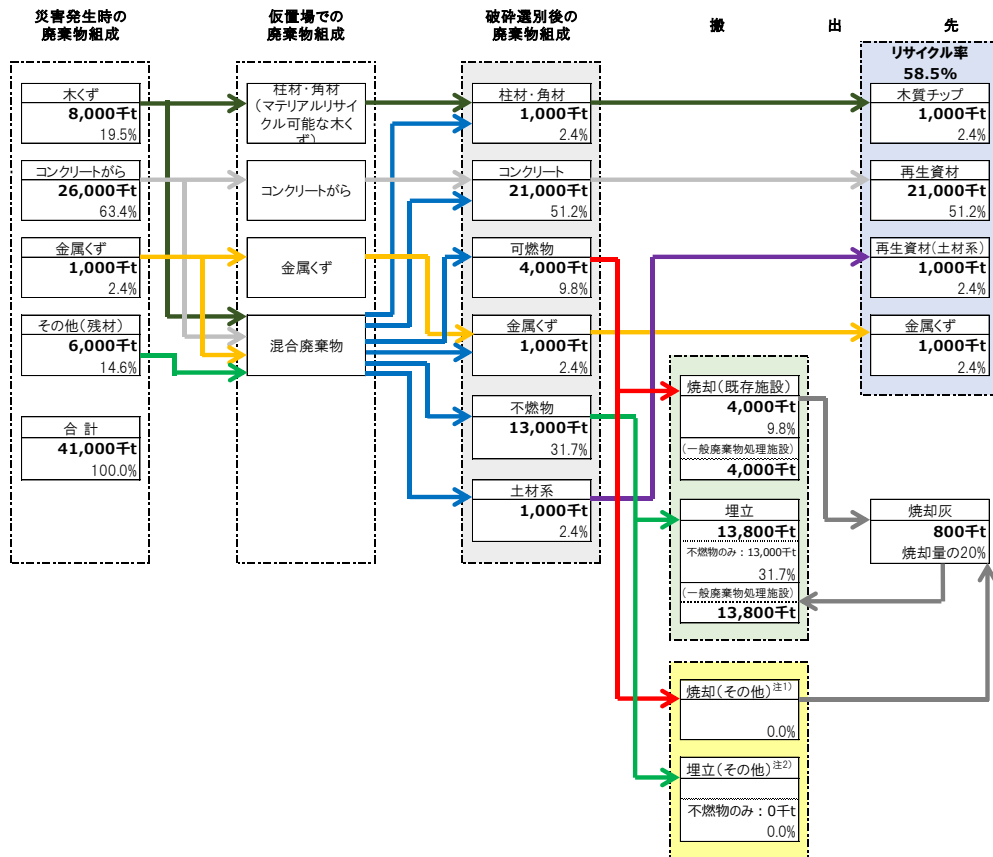 災害発生時の
廃棄物組成
仮置場での
廃棄物組成
破砕選別後の
廃棄物組成
搬 出 先
木くず
8,000千t
19.5%
コンクリートがら
26,000千t
63.4%
金属くず
1,000千t
2.4%
その他(残材)
6,000千t
14.6%
合 計
41,000千t
100.0%
柱材・角材
(マテリアルリサイ
クル可能な木く
ず)
コンクリートがら
金属くず
混合廃棄物
柱材・角材
1,000千t
2.4%
コンクリート
21,000千t
51.2%
可燃物
4,000千t
9.8%
金属くず
1,000千t
2.4%
不燃物
13,000千t
31.7%
土材系
1,000千t
2.4%
リサイクル率
58.5%
木質チップ
1,000千t
2.4%
再生資材
21,000千t
51.2%
再生資材(土材系)
1,000千t
2.4%
金属くず
1,000千t
2.4%
焼却(既存施設)
4,000千t
9.8%
(一般廃棄物処理施設)
4,000千t
埋立
13,800千t
不燃物のみ:13,000千t
31.7%
(一般廃棄物処理施設)
13,800千t
焼却灰
800千t
焼却量の20%
焼却(その他)注1)
0.0%
埋立(その他)注2)
不燃物のみ:0千t
0.0%